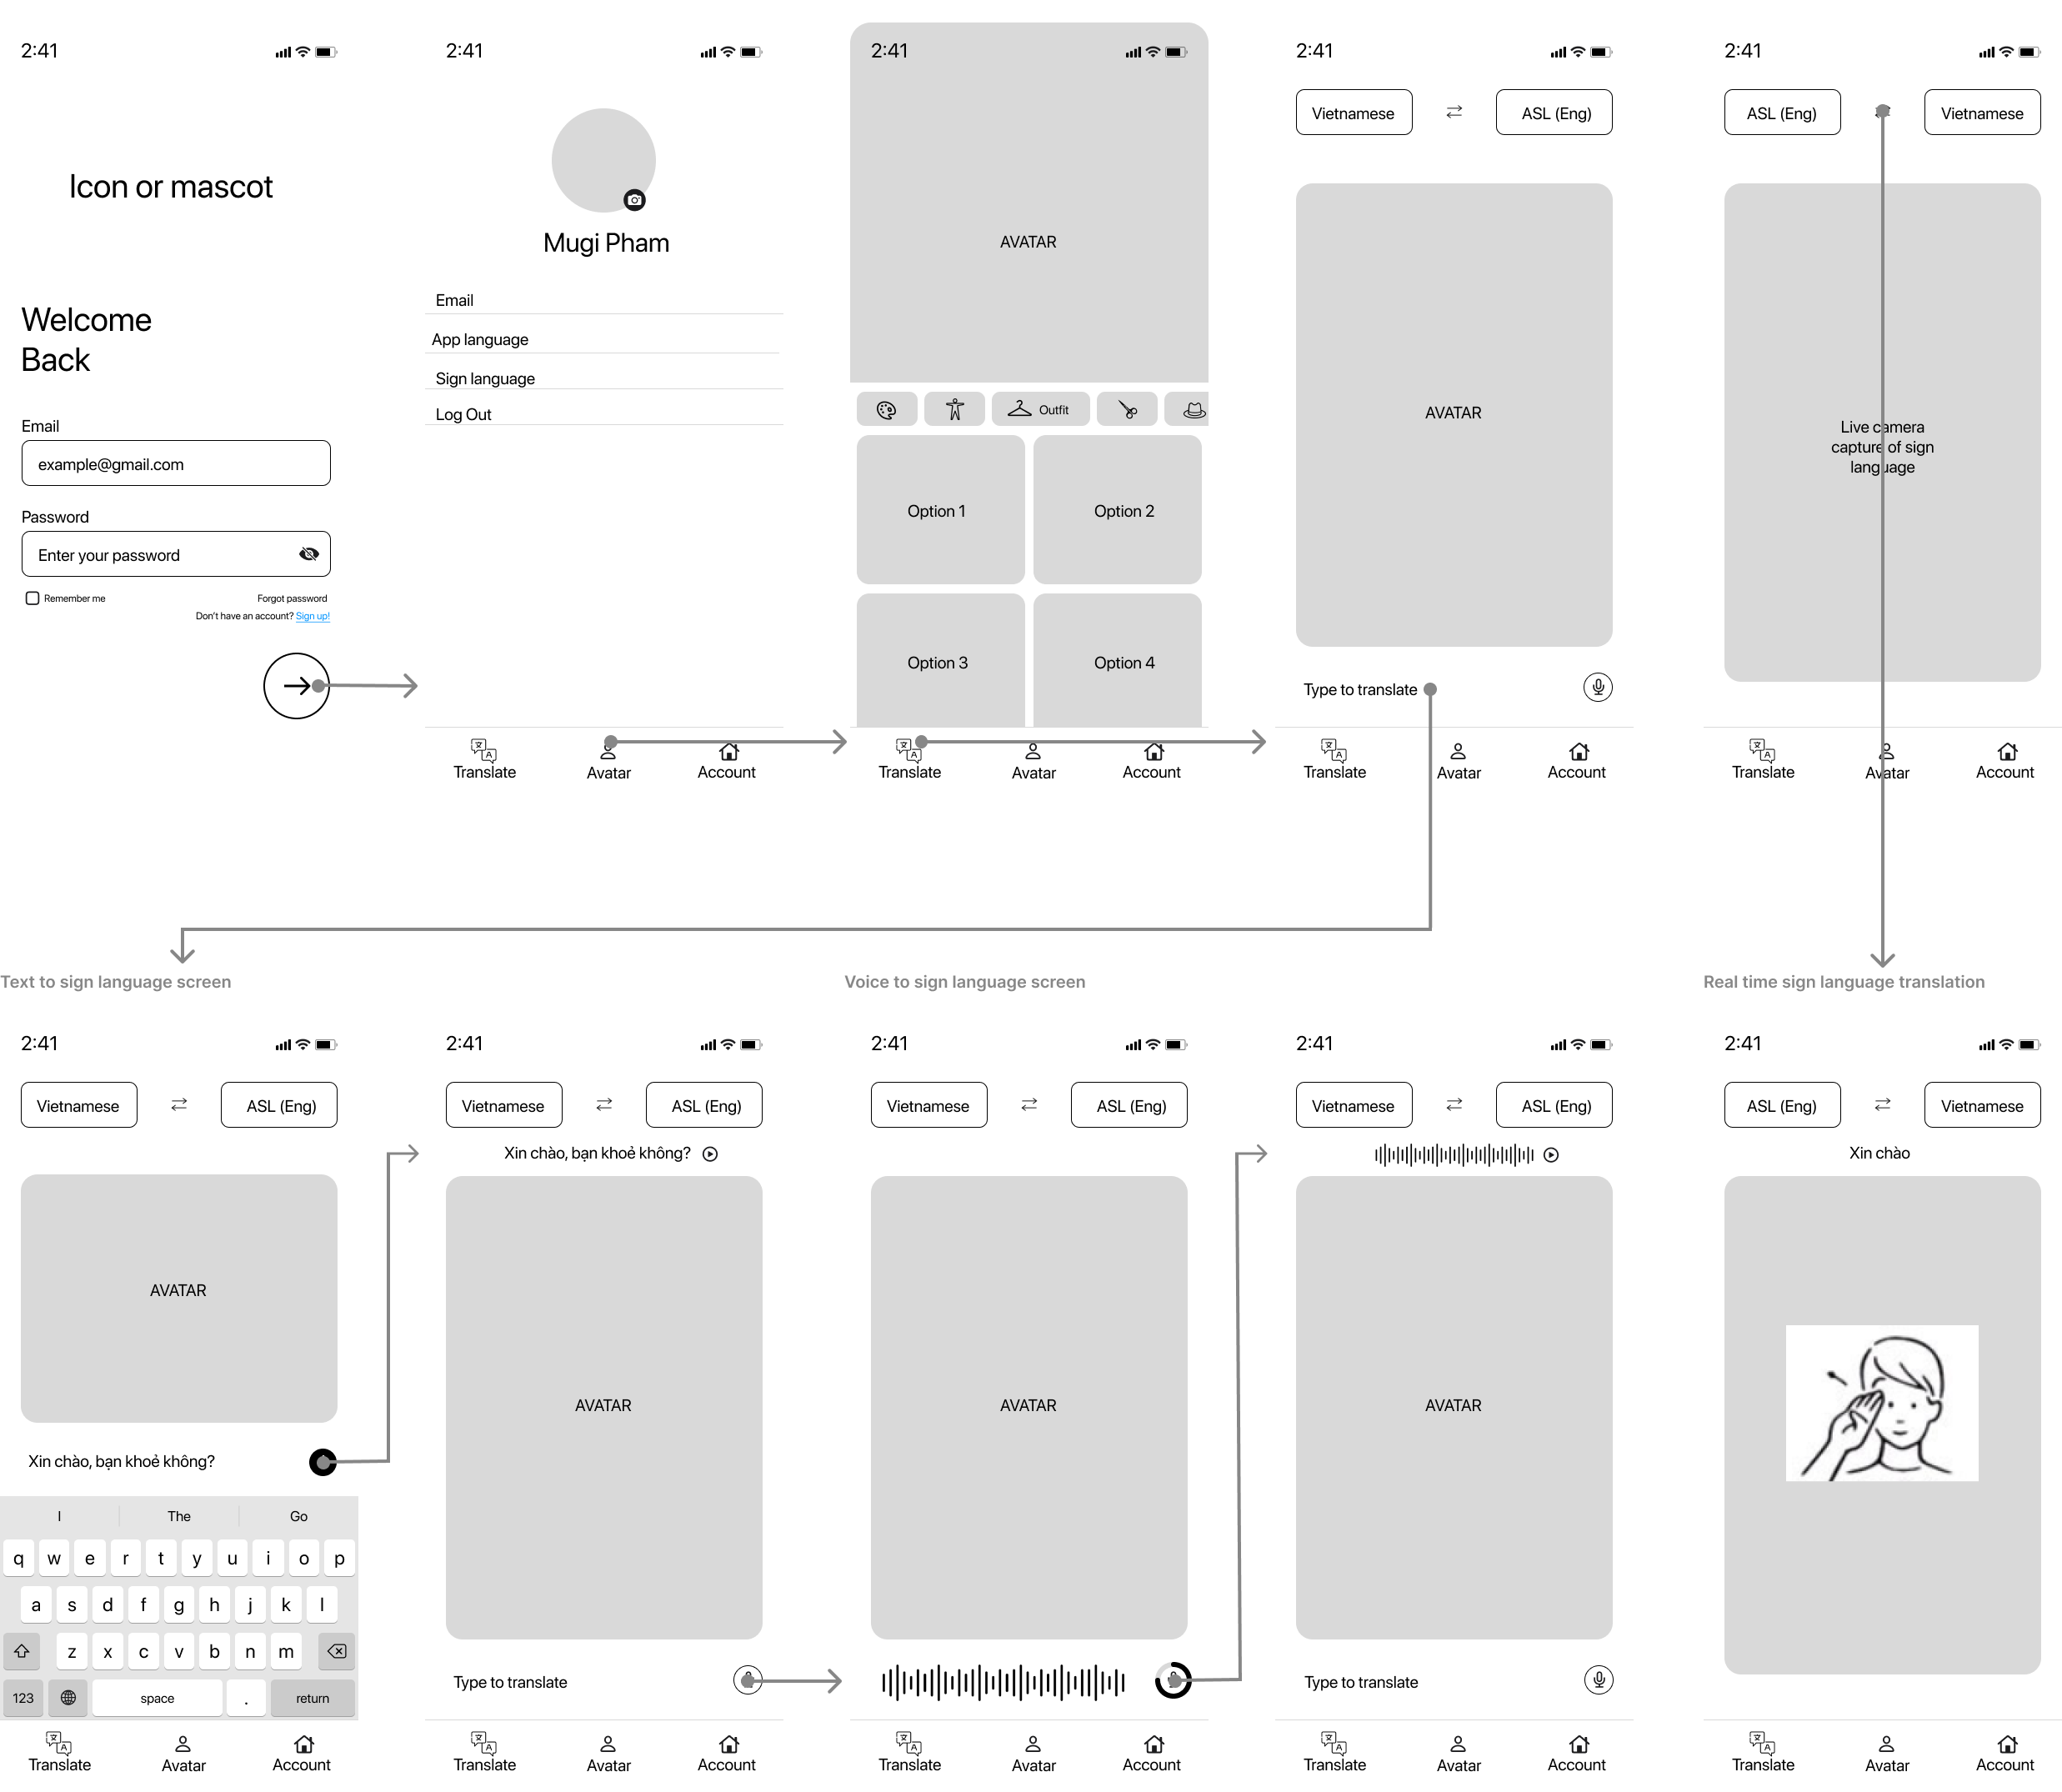 2:41
Icon or mascot
Welcome
Back
Email
example@gmail.com
Password
Enter your password
Remember me
Forgot password
Don't have an account? Sign up!
2:41
Mugi Pham
Email
App language
Sign language
Log Out
Translate
Avatar
Account
2:41
AVATAR
Outfit
Option 1
Option 2
Option 3
Option 4
Translate
Avatar
Account
2:41
Vietnamese
ASL (Eng)
AVATAR
Type to translate
Translate
Avatar
Account
2:41
ASL (Eng)
Vietnamese
Live camera
capture of sign
language
Translate
Avatar
Account
Text to sign language screen
2:41
Vietnamese
ASL (Eng)
AVATAR
Xin chào, bạn khoẻ không?
I
The
Go
q w e r t y u i o p
a s d f g h j k l
z x c v b n m
123
space
.
return
Translate
Avatar
Account
2:41
Vietnamese
ASL (Eng)
Xin chào, bạn khoẻ không?
AVATAR
Type to translate
Translate
Avatar
Account
Voice to sign language screen
2:41
Vietnamese
ASL (Eng)
AVATAR
Translate
Avatar
Account
2:41
Vietnamese
ASL (Eng)
AVATAR
Type to translate
Translate
Avatar
Account
Real time sign language translation
2:41
ASL (Eng)
Vietnamese
Xin chào
Translate
Avatar
Account